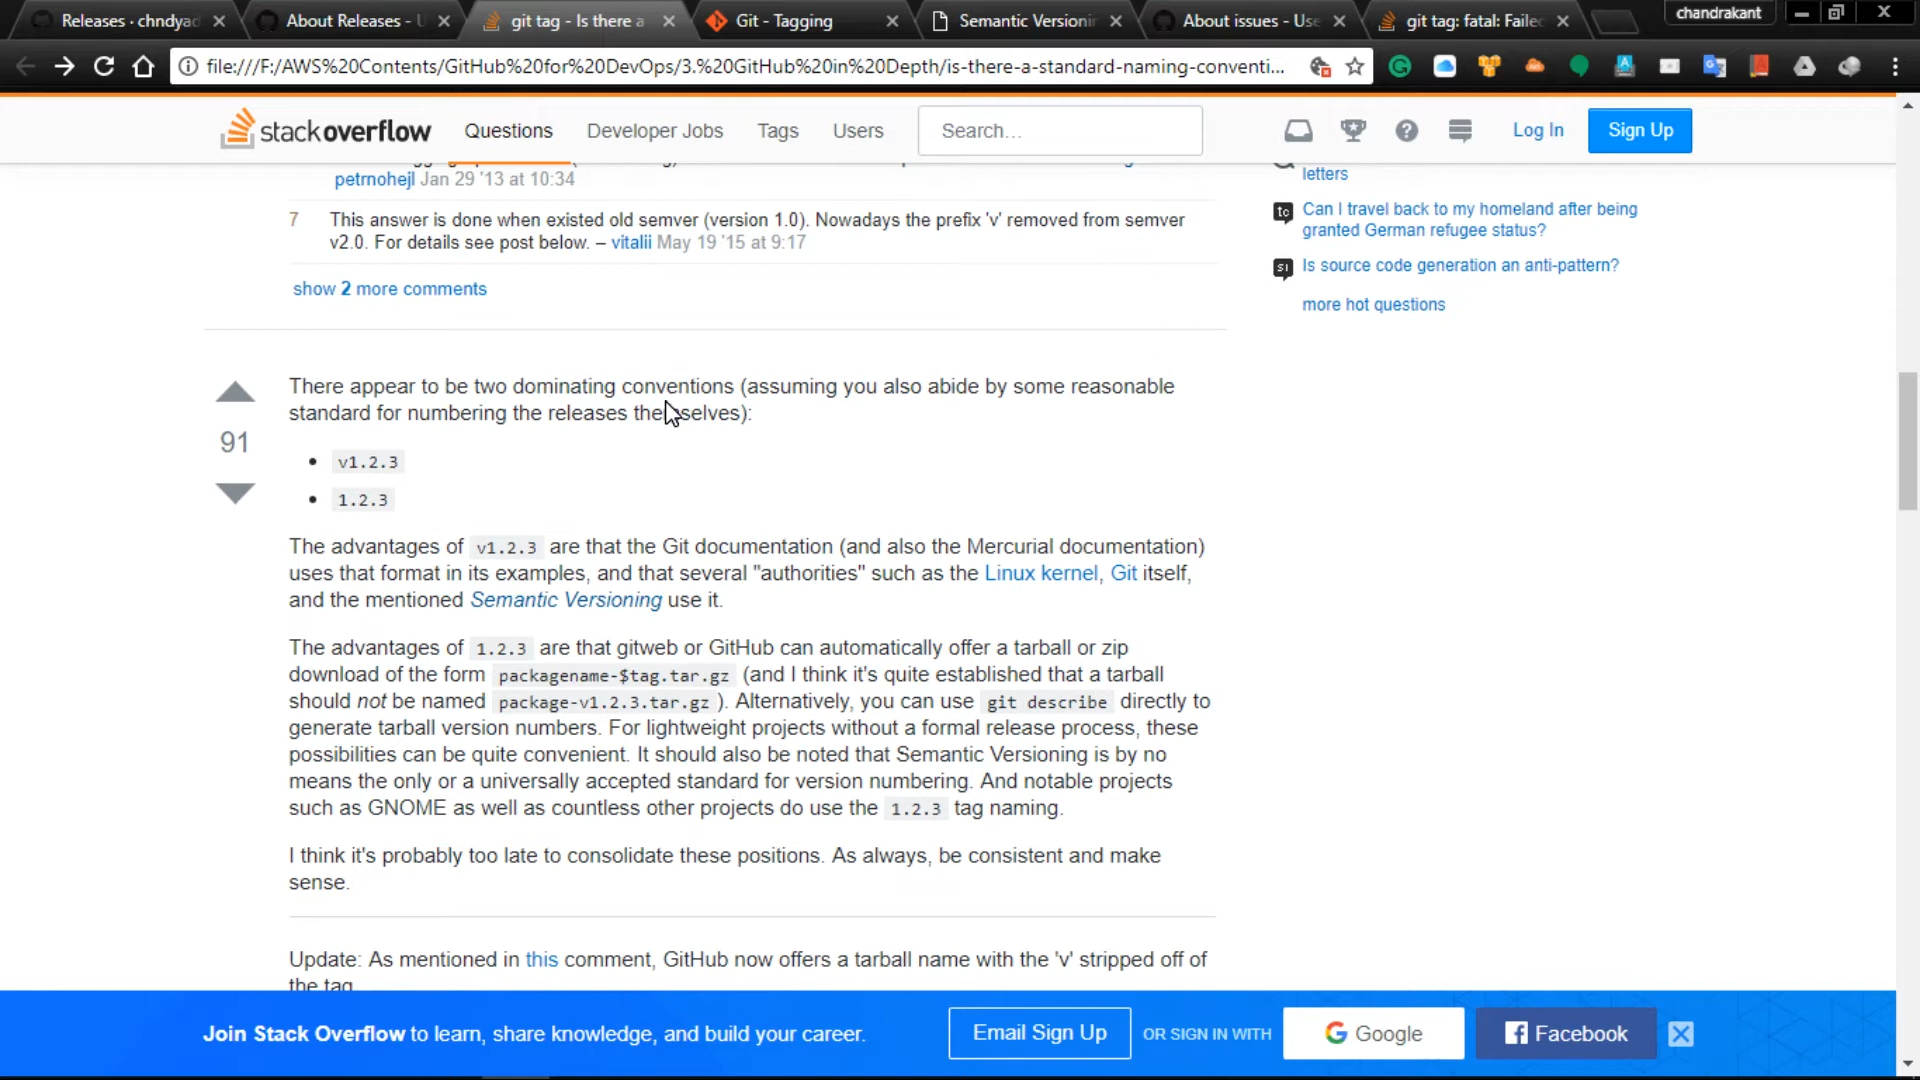 Releases · chndyad
About Releases - U
git tag - Is there a
Git - Tagging
Semantic Versionin
About issues - Use
git tag: fatal: Failed
chandrakant
file:///F:/AWS%20Contents/GitHub%20for%20DevOps/3.%20GitHub%20in%20Depth/is-there-a-standard-naming-conventi...
stackoverflow
Questions
Developer Jobs
Tags
Users
Search...
Log In
Sign Up
petrnohejl Jan 29 '13 at 10:34
7 This answer is done when existed old semver (version 1.0). Nowadays the prefix 'v' removed from semver
v2.0. For details see post below. – vitalii May 19 '15 at 9:17
show 2 more comments
letters
Can I travel back to my homeland after being
granted German refugee status?
Is source code generation an anti-pattern?
more hot questions
There appear to be two dominating conventions (assuming you also abide by some reasonable
standard for numbering the releases themselves):
91
• v1.2.3
• 1.2.3
The advantages of v1.2.3 are that the Git documentation (and also the Mercurial documentation)
uses that format in its examples, and that several "authorities" such as the Linux kernel, Git itself,
and the mentioned Semantic Versioning use it.
The advantages of 1.2.3 are that gitweb or GitHub can automatically offer a tarball or zip
download of the form packagename-$tag.tar.gz (and I think it's quite established that a tarball
should not be named package-v1.2.3.tar.gz ). Alternatively, you can use git describe directly to
generate tarball version numbers. For lightweight projects without a formal release process, these
possibilities can be quite convenient. It should also be noted that Semantic Versioning is by no
means the only or a universally accepted standard for version numbering. And notable projects
such as GNOME as well as countless other projects do use the 1.2.3 tag naming.
I think it's probably too late to consolidate these positions. As always, be consistent and make
sense.
Update: As mentioned in this comment, GitHub now offers a tarball name with the 'v' stripped off of
the tag
Join Stack Overflow to learn, share knowledge, and build your career.
Email Sign Up
OR SIGN IN WITH
Google
Facebook